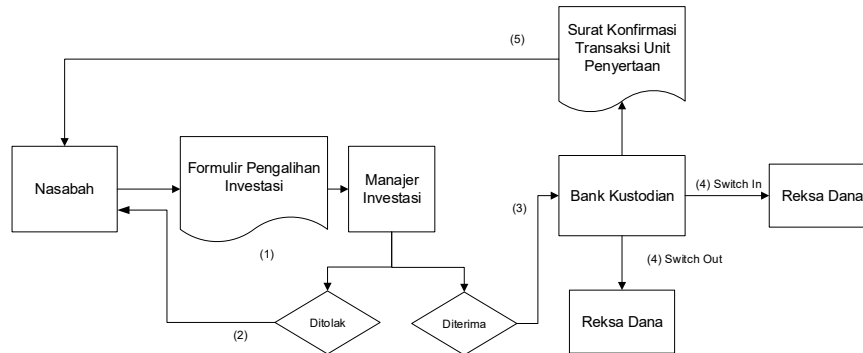 (5)
Surat Konfirmasi
Transaksi Unit
Penyertaan
Nasabah
Formulir Pengalihan
Investasi
Manajer
Investasi
Bank Kustodian
(4) Switch In
Reksa Dana
(3)
(1)
(4) Switch Out
(2)
Ditolak
Diterima
Reksa Dana